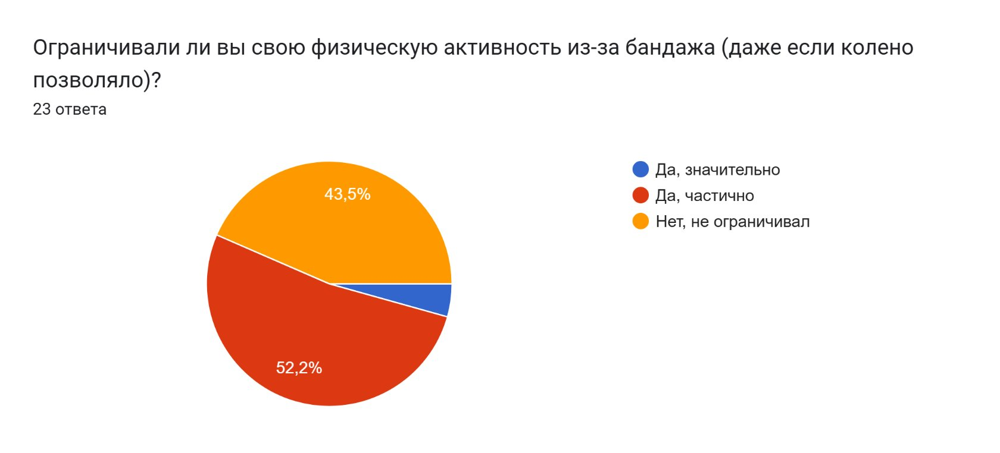 Ограничивали ли вы свою физическую активность из-за бандажа (даже если колено
позволяло)?
23 ответа
Да, значительно
Да, частично
Нет, не ограничивал
43,5%
52,2%